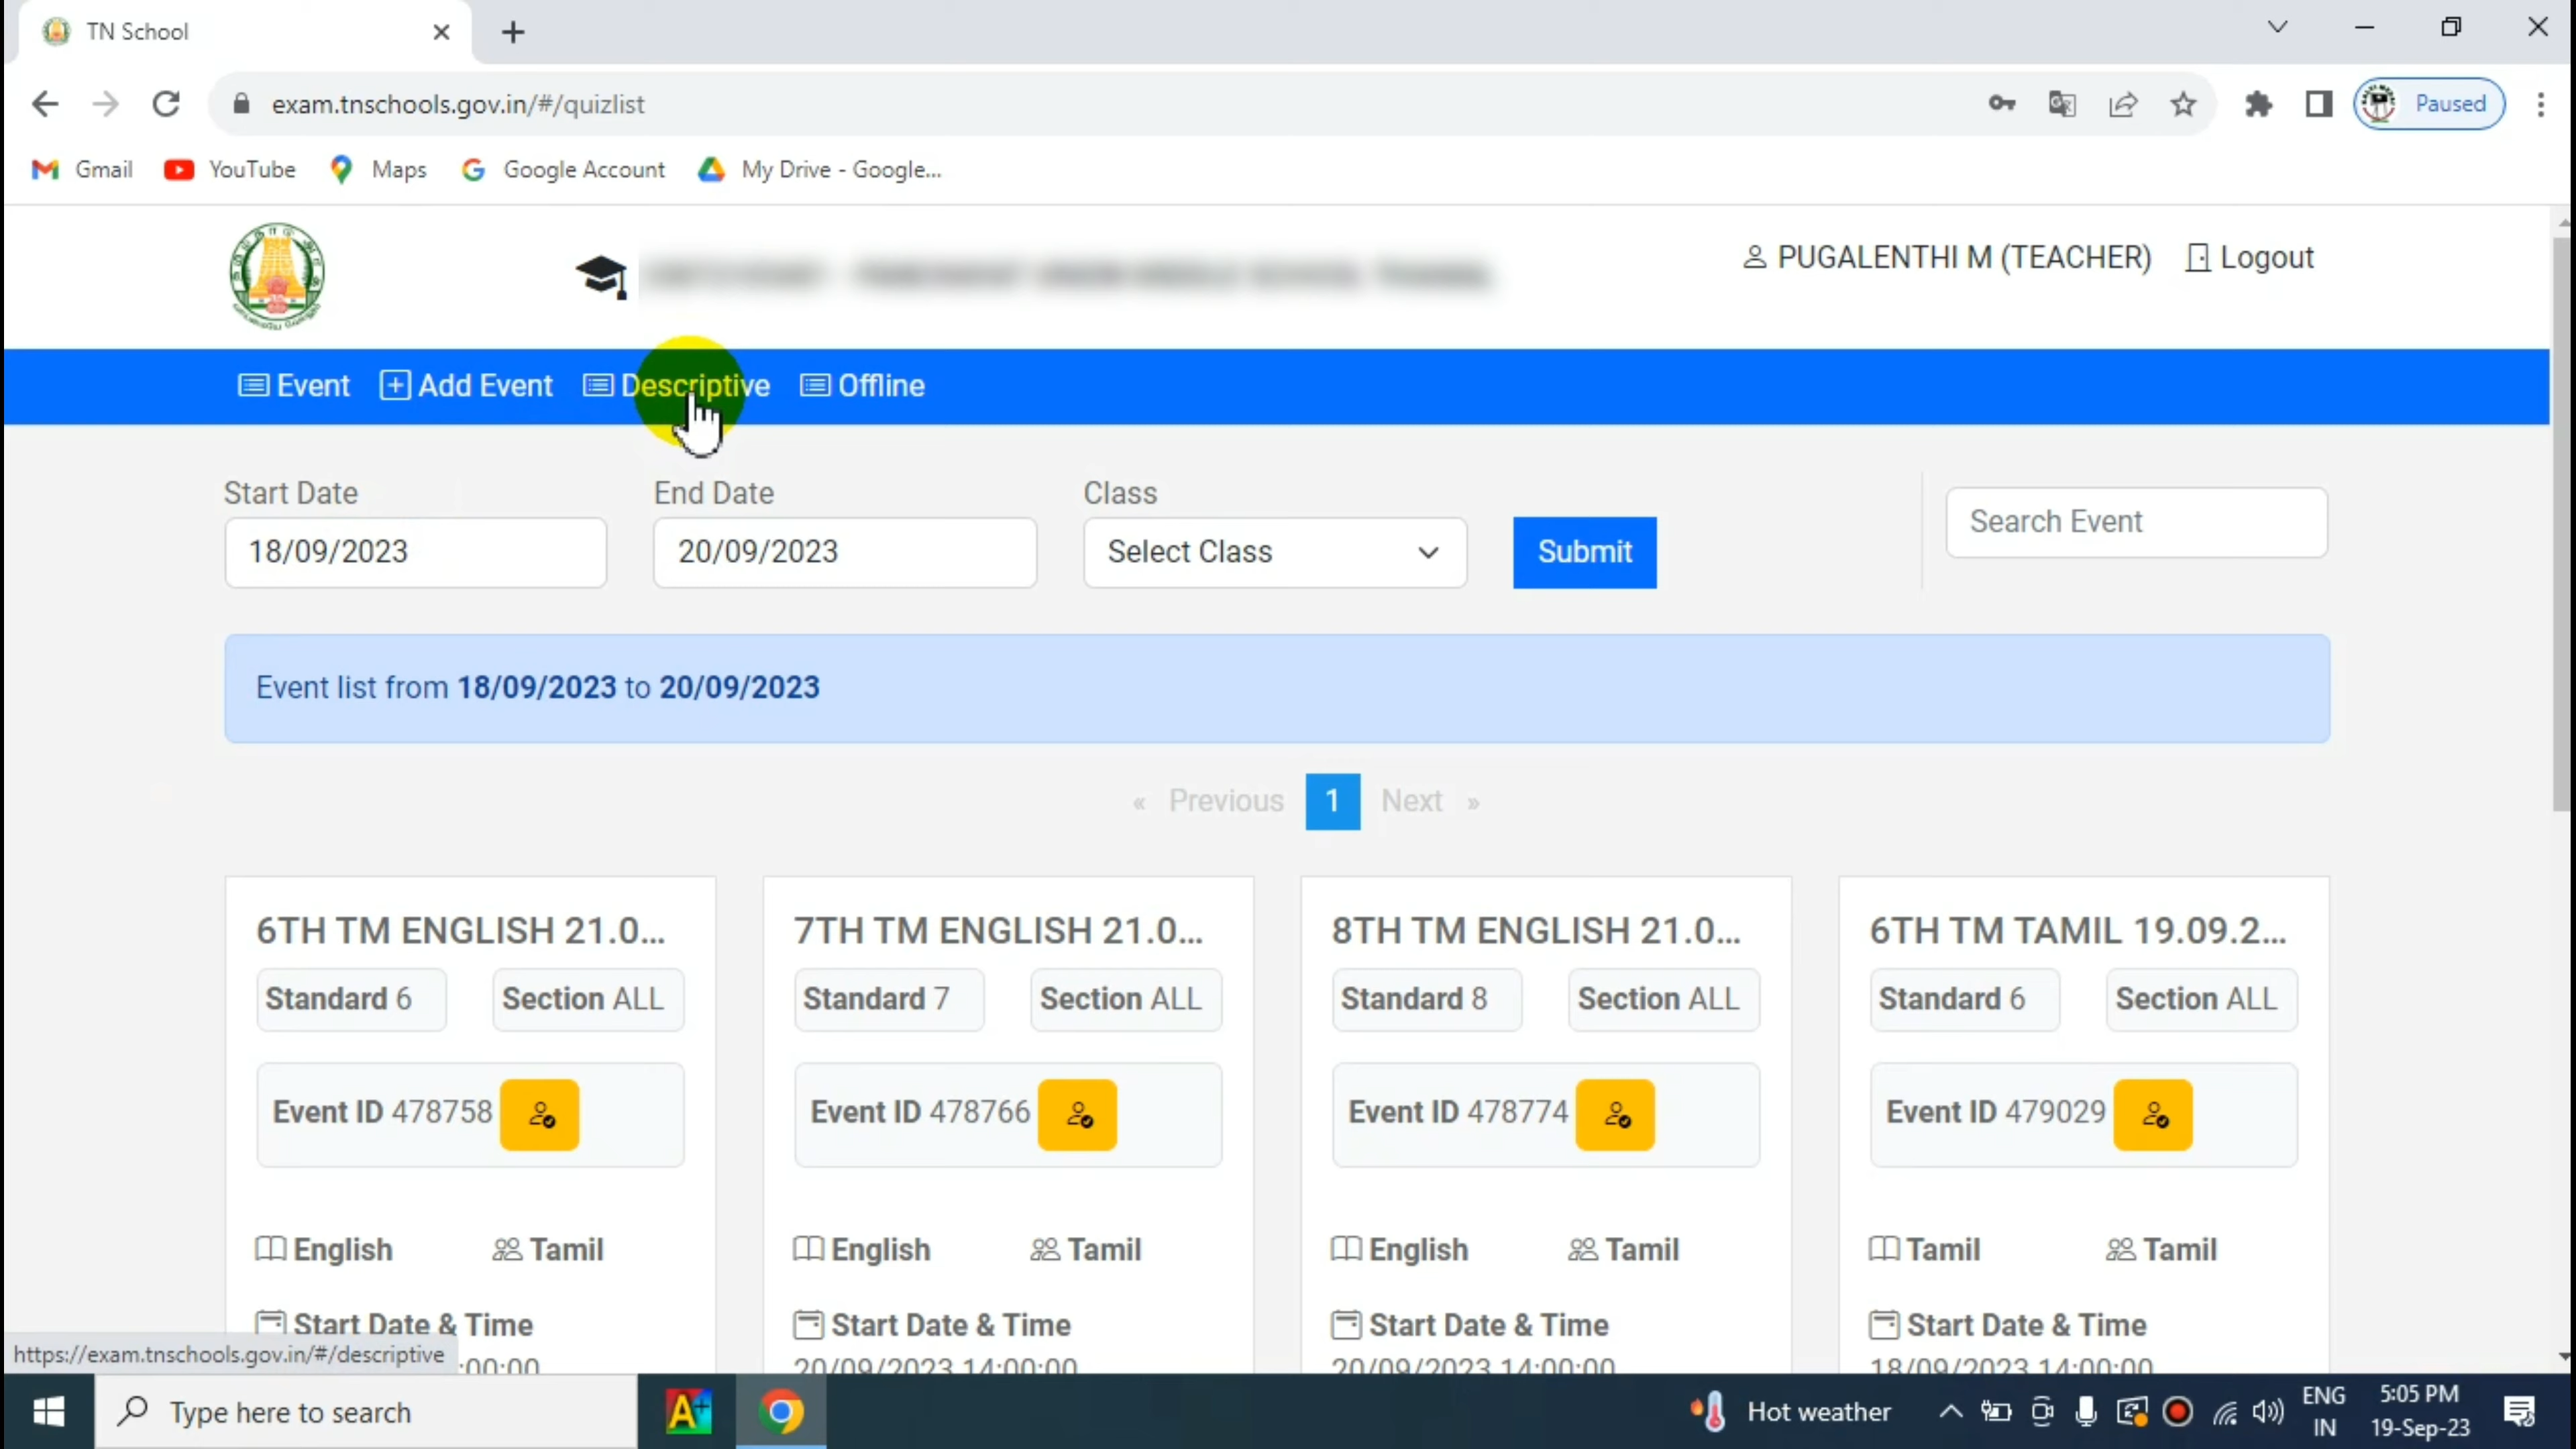 TN School
exam.tnschools.gov.in/#/quizlist
Paused
Gmail
YouTube
Maps
Google Account
My Drive - Google...
PUGALENTHI M (TEACHER)
Logout
Event
Add Event
Descriptive
Offline
Start Date
End Date
Class
18/09/2023
20/09/2023
Select Class
Submit
Search Event
Event list from 18/09/2023 to 20/09/2023
« Previous 1 Next »
6TH TM ENGLISH 21.0...
Standard 6 Section ALL
Event ID 478758
English Tamil
Start Date & Time
:00:00
7TH TM ENGLISH 21.0...
Standard 7 Section ALL
Event ID 478766
English Tamil
Start Date & Time
20/09/2023 14:00:00
8TH TM ENGLISH 21.0...
Standard 8 Section ALL
Event ID 478774
English Tamil
Start Date & Time
20/09/2023 14:00:00
6TH TM TAMIL 19.09.2...
Standard 6 Section ALL
Event ID 479029
Tamil Tamil
Start Date & Time
18/09/2023 14:00:00
https://exam.tnschools.gov.in/#/descriptive
Type here to search
A+
Hot weather
ENG
IN
5:05 PM
19-Sep-23